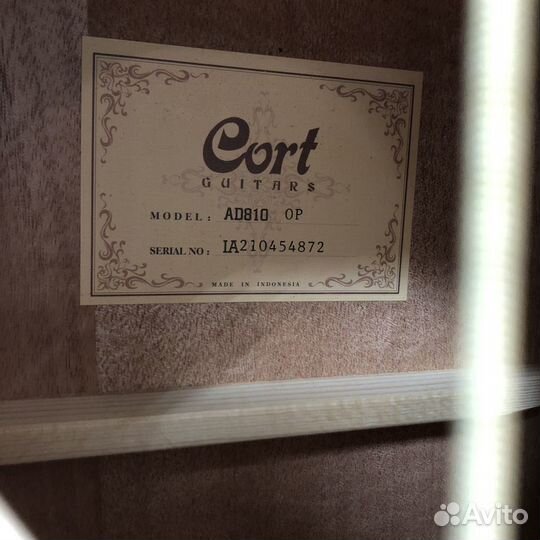 Cort
GUITARS
MODEL: AD810 OP
SERIAL NO: IA210454872
MADE IN INDONESIA
Avito